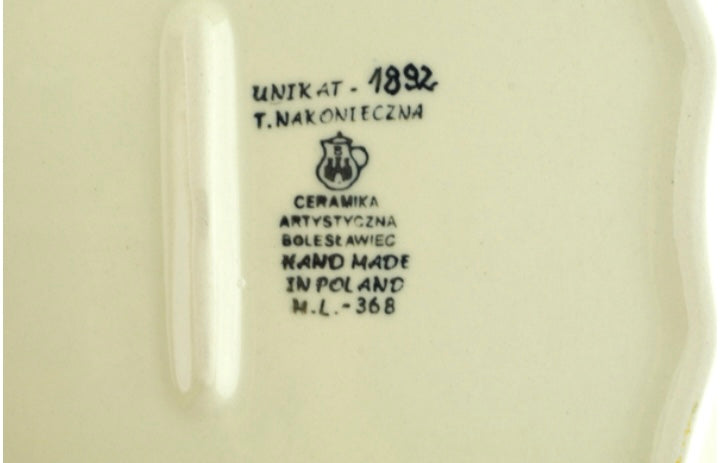 UNIKAT - 1892
T. NAKONIECZNA
B
CERAMIKA
ARTYSTYCZNA
BOLESŁAWIEC
HAND MADE
IN POLAND
M.L.-368